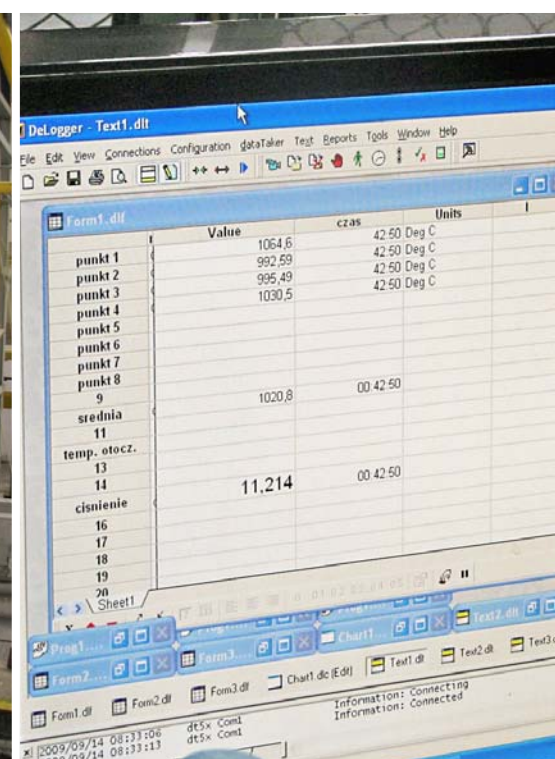 DeLogger - Text1.dlt
File Edit View Connections Configuration dataTaker Text Reports Tools Window Help
Form1.dlf
Value czas Units
punkt 1 1064,6 42:50 Deg C
punkt 2 992,59 42:50 Deg C
punkt 3 995,49 42:50 Deg C
punkt 4 1030,5 42:50 Deg C
punkt 5
punkt 6
punkt 7
punkt 8
9
srednia 1020,8 00:42:50
11
temp. otocz.
13
14
cisnienie 11,214 00:42:50
16
17
18
19
20
Sheet1
Prog1.... Prog1.... Prog1....
Form2.... Form3.... Chart1... Text2.dlt
Form1.dlf Form2.dlf Form3.dlf Chart1.dlc (Edit) Text1.dlt Text2.dlt Text3.d
2009/09/14 08:33:06 dt5x Com1 Information: Connecting
2009/09/14 08:33:13 dt5x Com1 Information: Connected